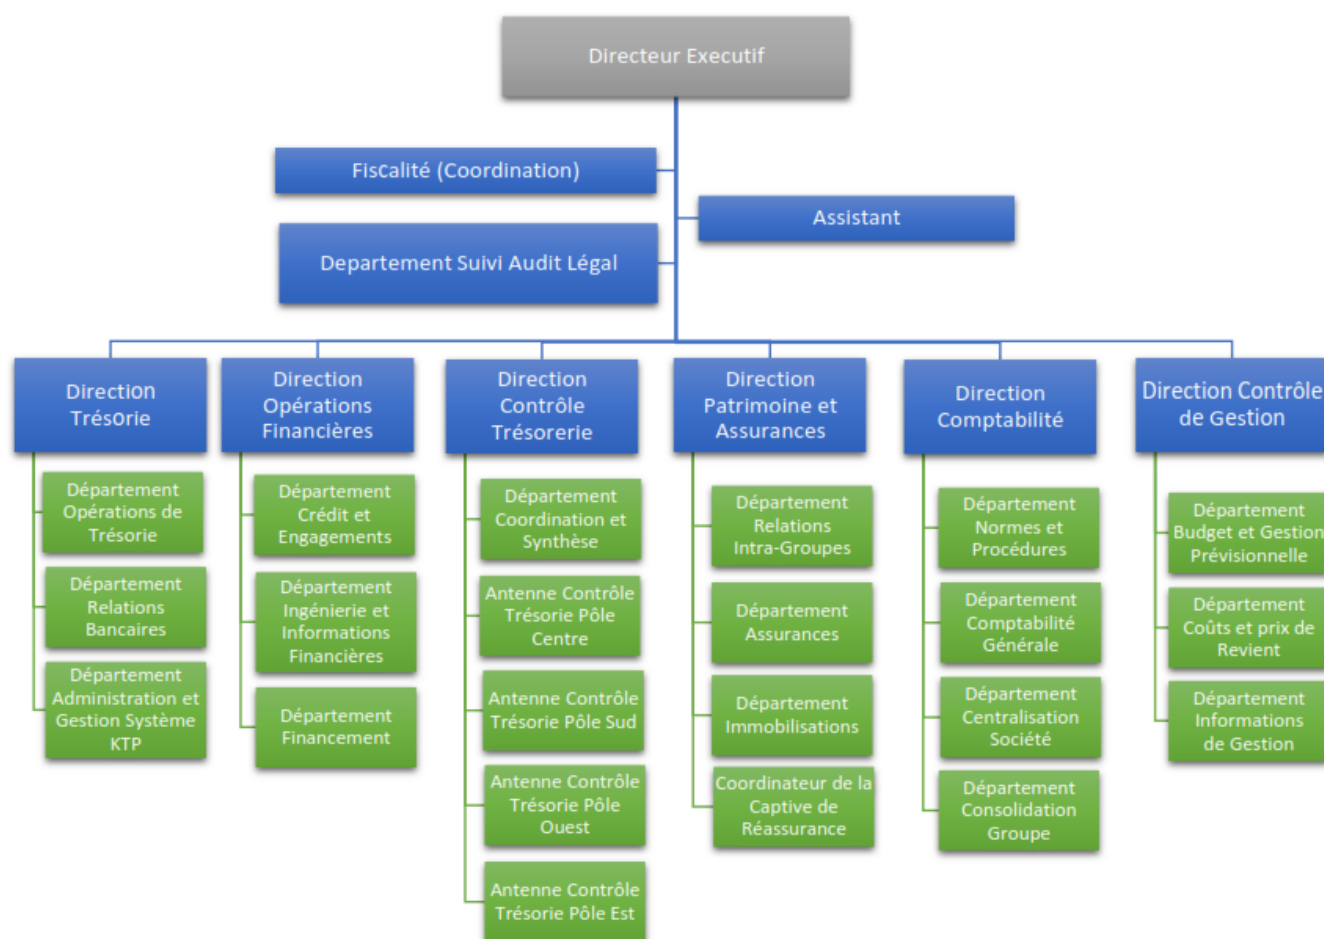 Directeur Executif
Fiscalité (Coordination)
Assistant
Departement Suivi Audit Légal
Direction
Trésorie
Département
Opérations de
Trésorie
Département
Relations
Bancaires
Département
Administration et
Gestion Système
KTP
Direction
Opérations
Financières
Département
Crédit et
Engagements
Département
Ingénierie et
Informations
Financières
Département
Financement
Direction
Contrôle
Trésorerie
Département
Coordination et
Synthèse
Antenne Contrôle
Trésorie Pôle
Centre
Antenne Contrôle
Trésorie Pôle Sud
Antenne Contrôle
Trésorie Pôle
Ouest
Antenne Contrôle
Trésorie Pôle Est
Direction
Patrimoine et
Assurances
Département
Relations
Intra-Groupes
Département
Assurances
Département
Immobilisations
Coordinateur de la
Captive de
Réassurance
Direction
Comptabilité
Département
Normes et
Procédures
Département
Comptabilité
Générale
Département
Centralisation
Société
Département
Consolidation
Groupe
Direction Contrôle
de Gestion
Département
Budget et Gestion
Prévisionnelle
Département
Coûts et prix de
Revient
Département
Informations
de Gestion